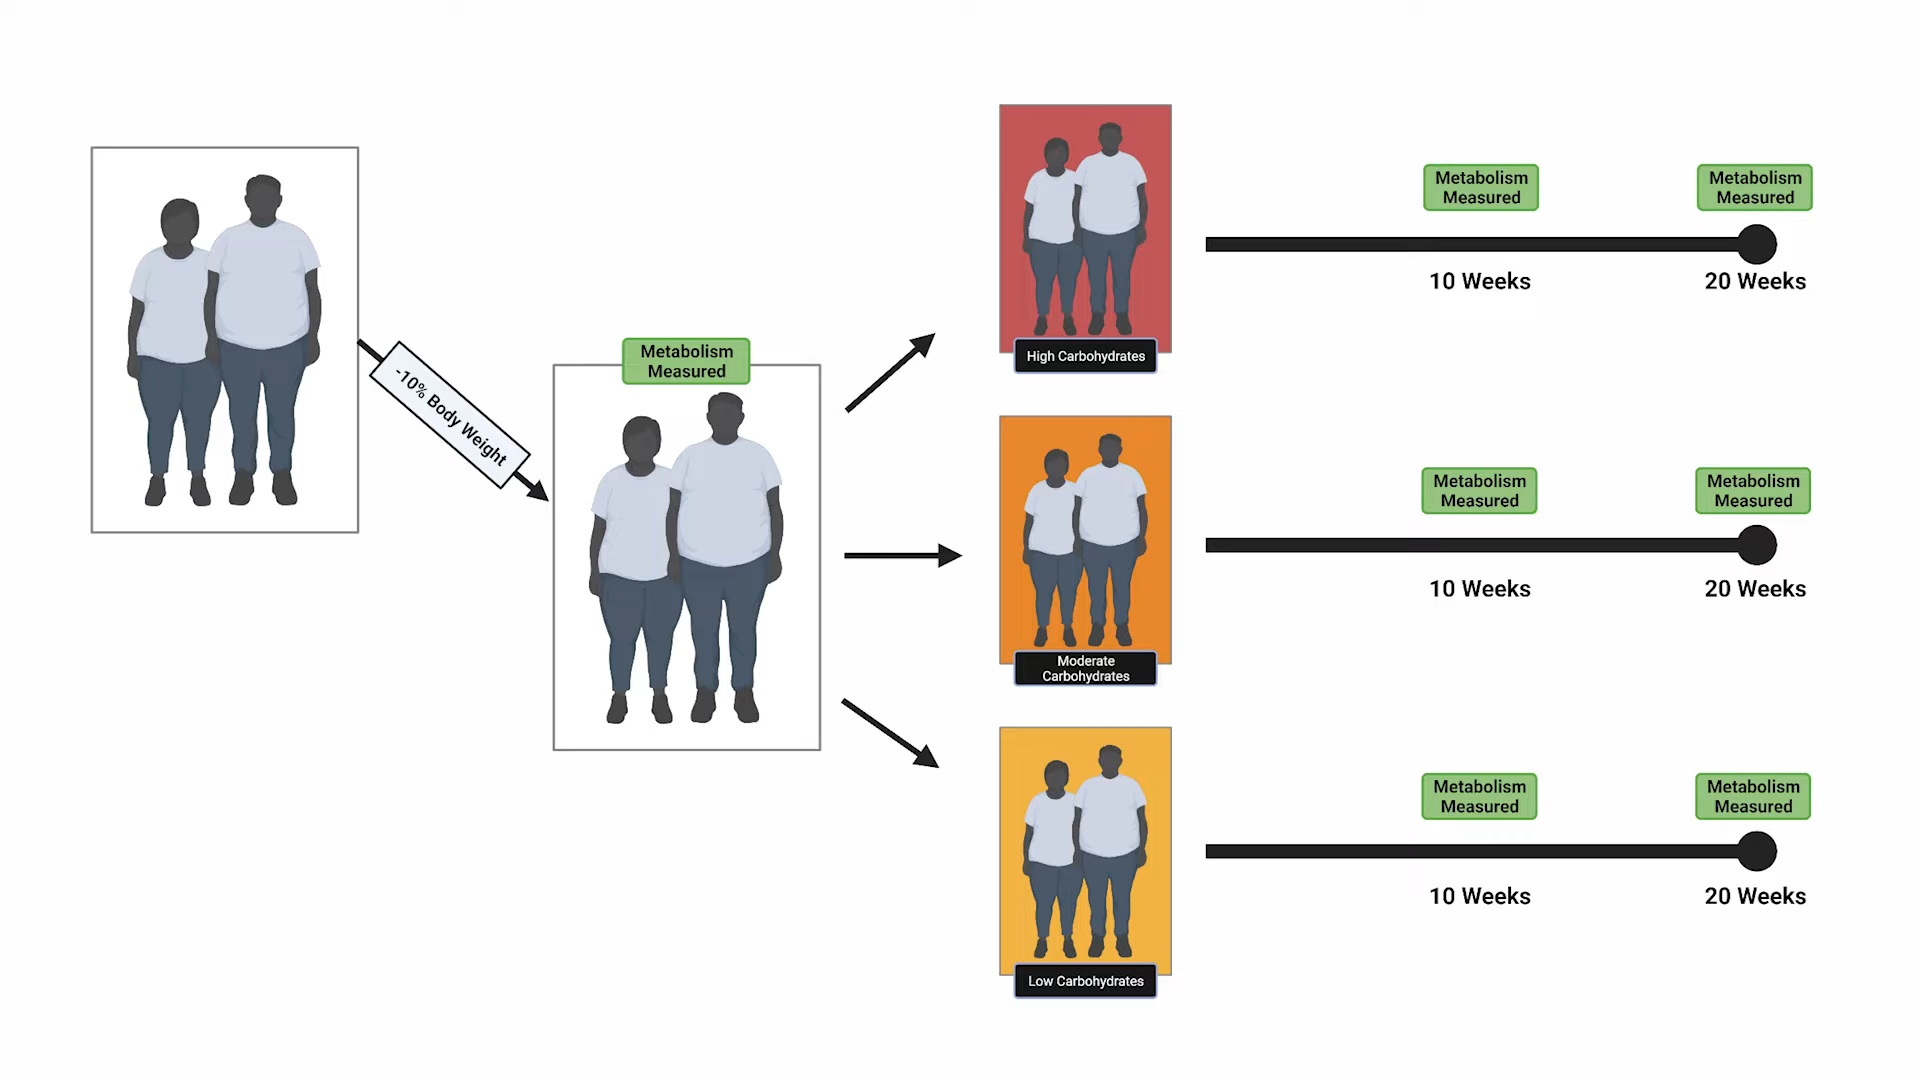 -10% Body Weight
Metabolism
Measured
High Carbohydrates
Metabolism
Measured
Metabolism
Measured
10 Weeks
20 Weeks
Moderate
Carbohydrates
Metabolism
Measured
Metabolism
Measured
10 Weeks
20 Weeks
Low Carbohydrates
Metabolism
Measured
Metabolism
Measured
10 Weeks
20 Weeks